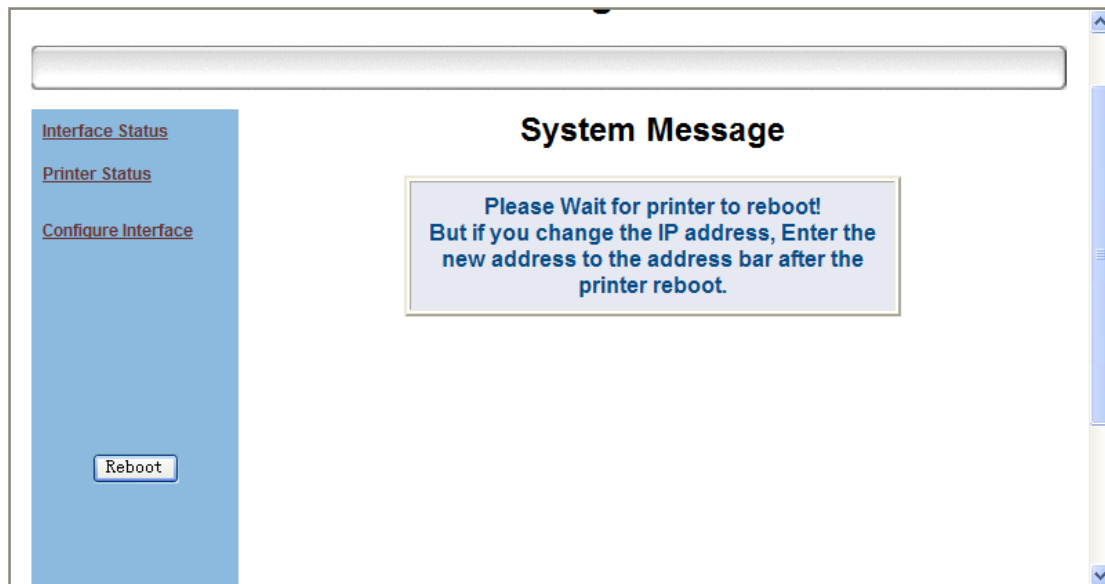 Interface Status
Printer Status
Configure Interface
Reboot
System Message
Please Wait for printer to reboot!
But if you change the IP address, Enter the
new address to the address bar after the
printer reboot.